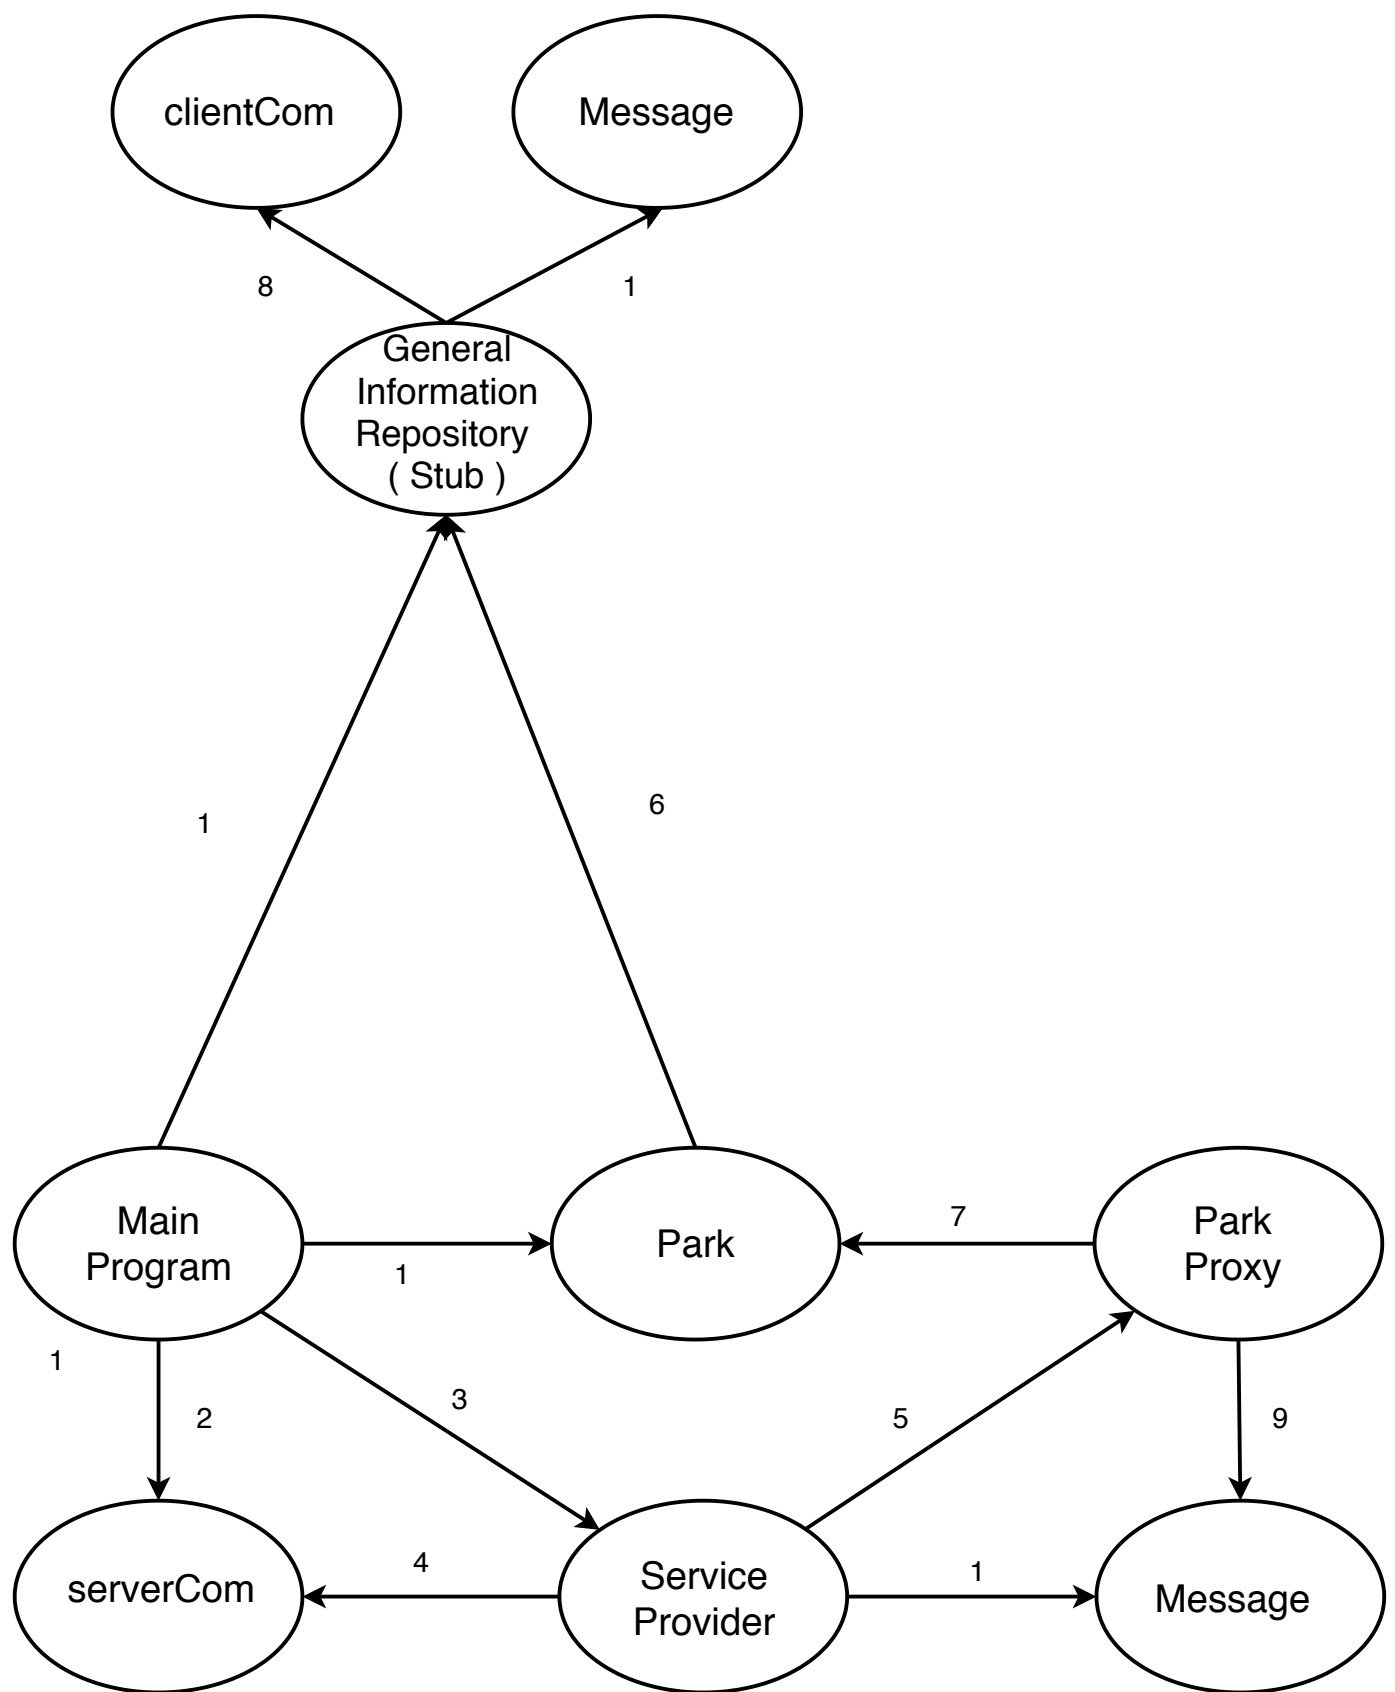 clientCom
Message
8
1
General
Information
Repository
( Stub )
1
6
Main
Program
1
Park
7
Park
Proxy
1
2
3
5
9
serverCom
4
Service
Provider
1
Message